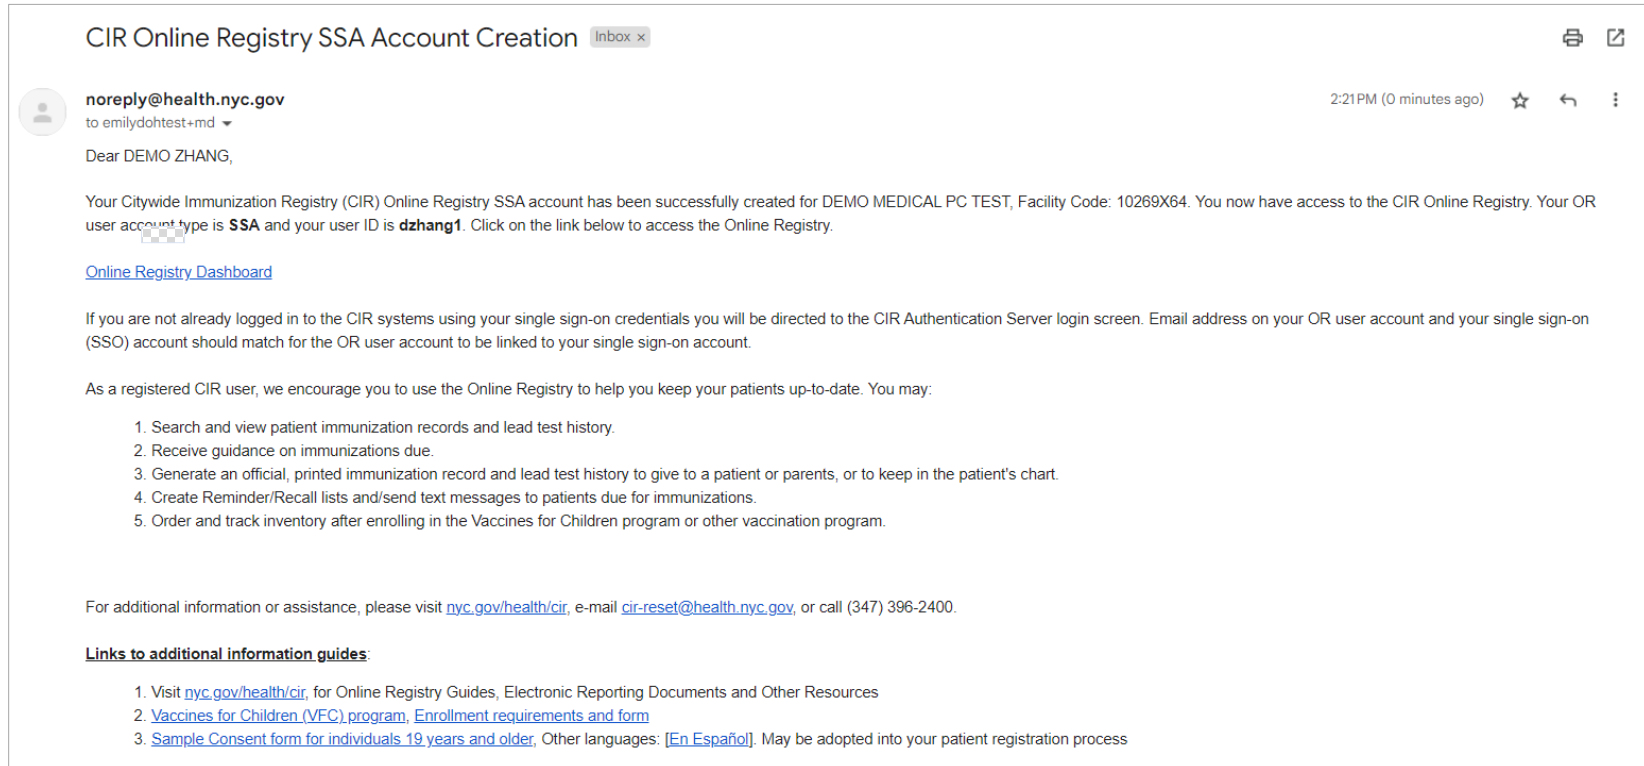 CIR Online Registry SSA Account Creation Inbox ×
noreply@health.nyc.gov
2:21 PM (0 minutes ago)
to emilydohtest+md
Dear DEMO ZHANG,
Your Citywide Immunization Registry (CIR) Online Registry SSA account has been successfully created for DEMO MEDICAL PC TEST, Facility Code: 10269X64. You now have access to the CIR Online Registry. Your OR
user account type is SSA and your user ID is dzhang1. Click on the link below to access the Online Registry.
Online Registry Dashboard
If you are not already logged in to the CIR systems using your single sign-on credentials you will be directed to the CIR Authentication Server login screen. Email address on your OR user account and your single sign-on
(SSO) account should match for the OR user account to be linked to your single sign-on account.
As a registered CIR user, we encourage you to use the Online Registry to help you keep your patients up-to-date. You may:
1. Search and view patient immunization records and lead test history.
2. Receive guidance on immunizations due.
3. Generate an official, printed immunization record and lead test history to give to a patient or parents, or to keep in the patient's chart.
4. Create Reminder/Recall lists and/send text messages to patients due for immunizations.
5. Order and track inventory after enrolling in the Vaccines for Children program or other vaccination program.
For additional information or assistance, please visit nyc.gov/health/cir, e-mail cir-reset@health.nyc.gov, or call (347) 396-2400.
Links to additional information guides:
1. Visit nyc.gov/health/cir, for Online Registry Guides, Electronic Reporting Documents and Other Resources
2. Vaccines for Children (VFC) program, Enrollment requirements and form
3. Sample Consent form for individuals 19 years and older, Other languages: [En Español]. May be adopted into your patient registration process